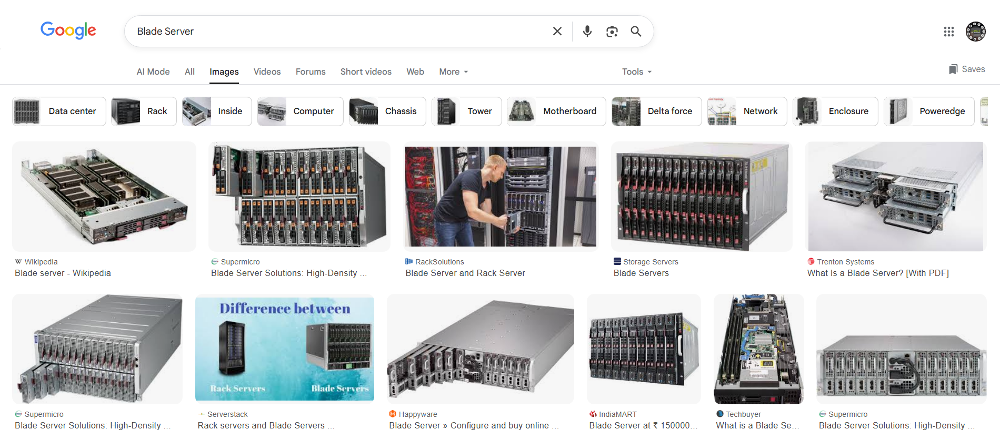 Google
Blade Server
AI Mode
All
Images
Videos
Forums
Short videos
Web
More
Tools
Saves
Data center
Rack
Inside
Computer
Chassis
Tower
Motherboard
Delta force
Network
Enclosure
Poweredge
Wikipedia
Blade server - Wikipedia
Supermicro
Blade Server Solutions: High-Density ...
RackSolutions
Blade Server and Rack Server
Storage Servers
Blade Servers
Trenton Systems
What Is a Blade Server? [With PDF]
Difference between
Rack Servers
Blade Servers
Supermicro
Blade Server Solutions: High-Density ...
Serverstack
Rack servers and Blade Servers ...
Happyware
Blade Server » Configure and buy online ...
IndiaMART
Blade Server at ₹ 150000...
Techbuyer
What is a Blade Se...
Supermicro
Blade Server Solutions: High-Density ...